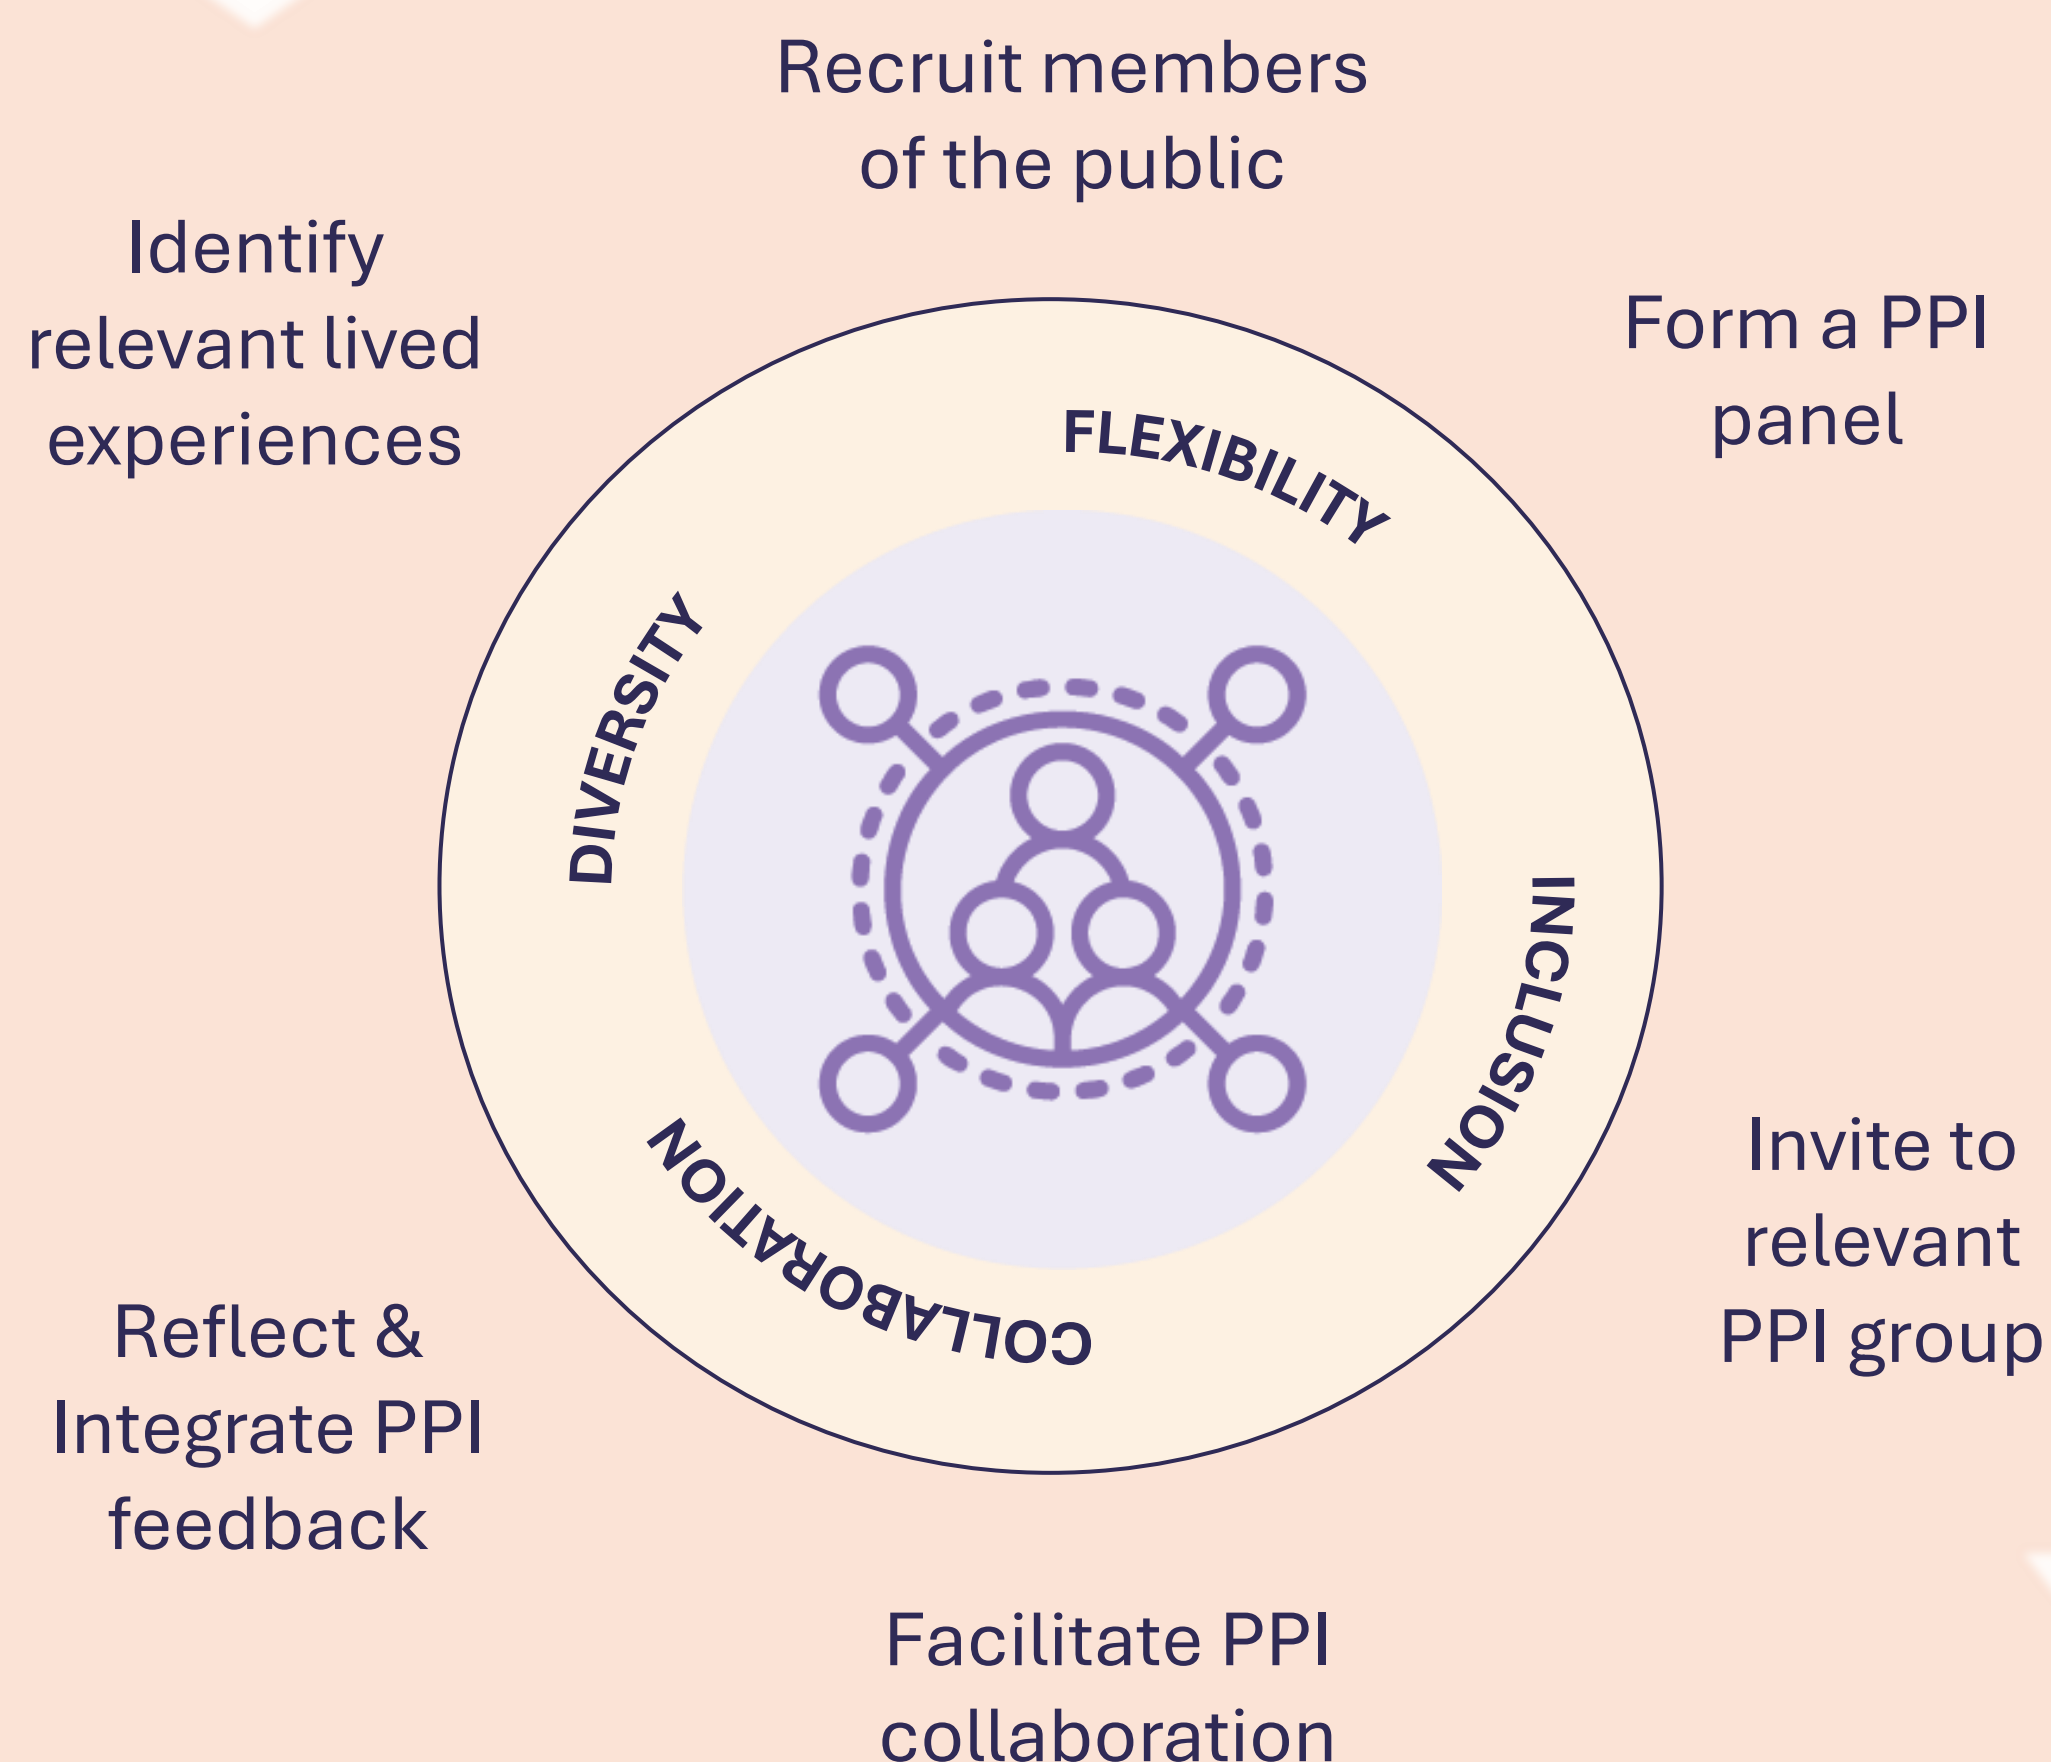 Recruit members
of the public
Identify
relevant lived
experiences
Form a PPI
panel
FLEXIBILITY
DIVERSITY
INCLUSION
COLLABORATION
Invite to
relevant
PPI group
Reflect &
Integrate PPI
feedback
Facilitate PPI
collaboration